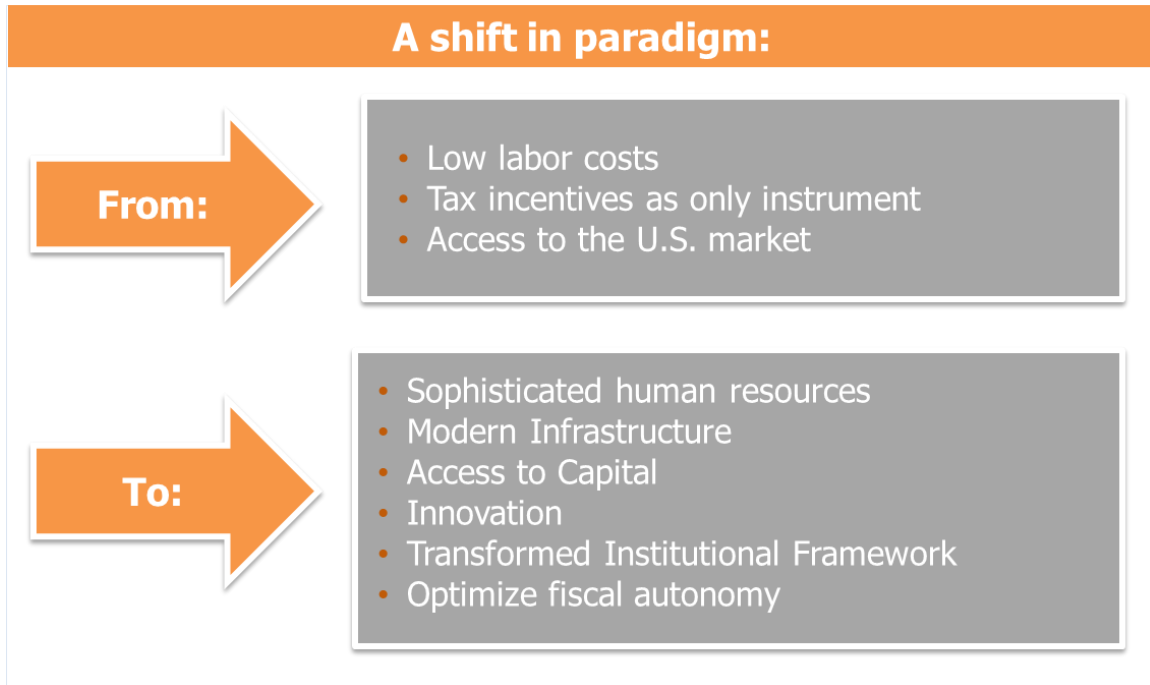 A shift in paradigm:
From:
• Low labor costs
• Tax incentives as only instrument
• Access to the U.S. market
To:
• Sophisticated human resources
• Modern Infrastructure
• Access to Capital
• Innovation
• Transformed Institutional Framework
• Optimize fiscal autonomy